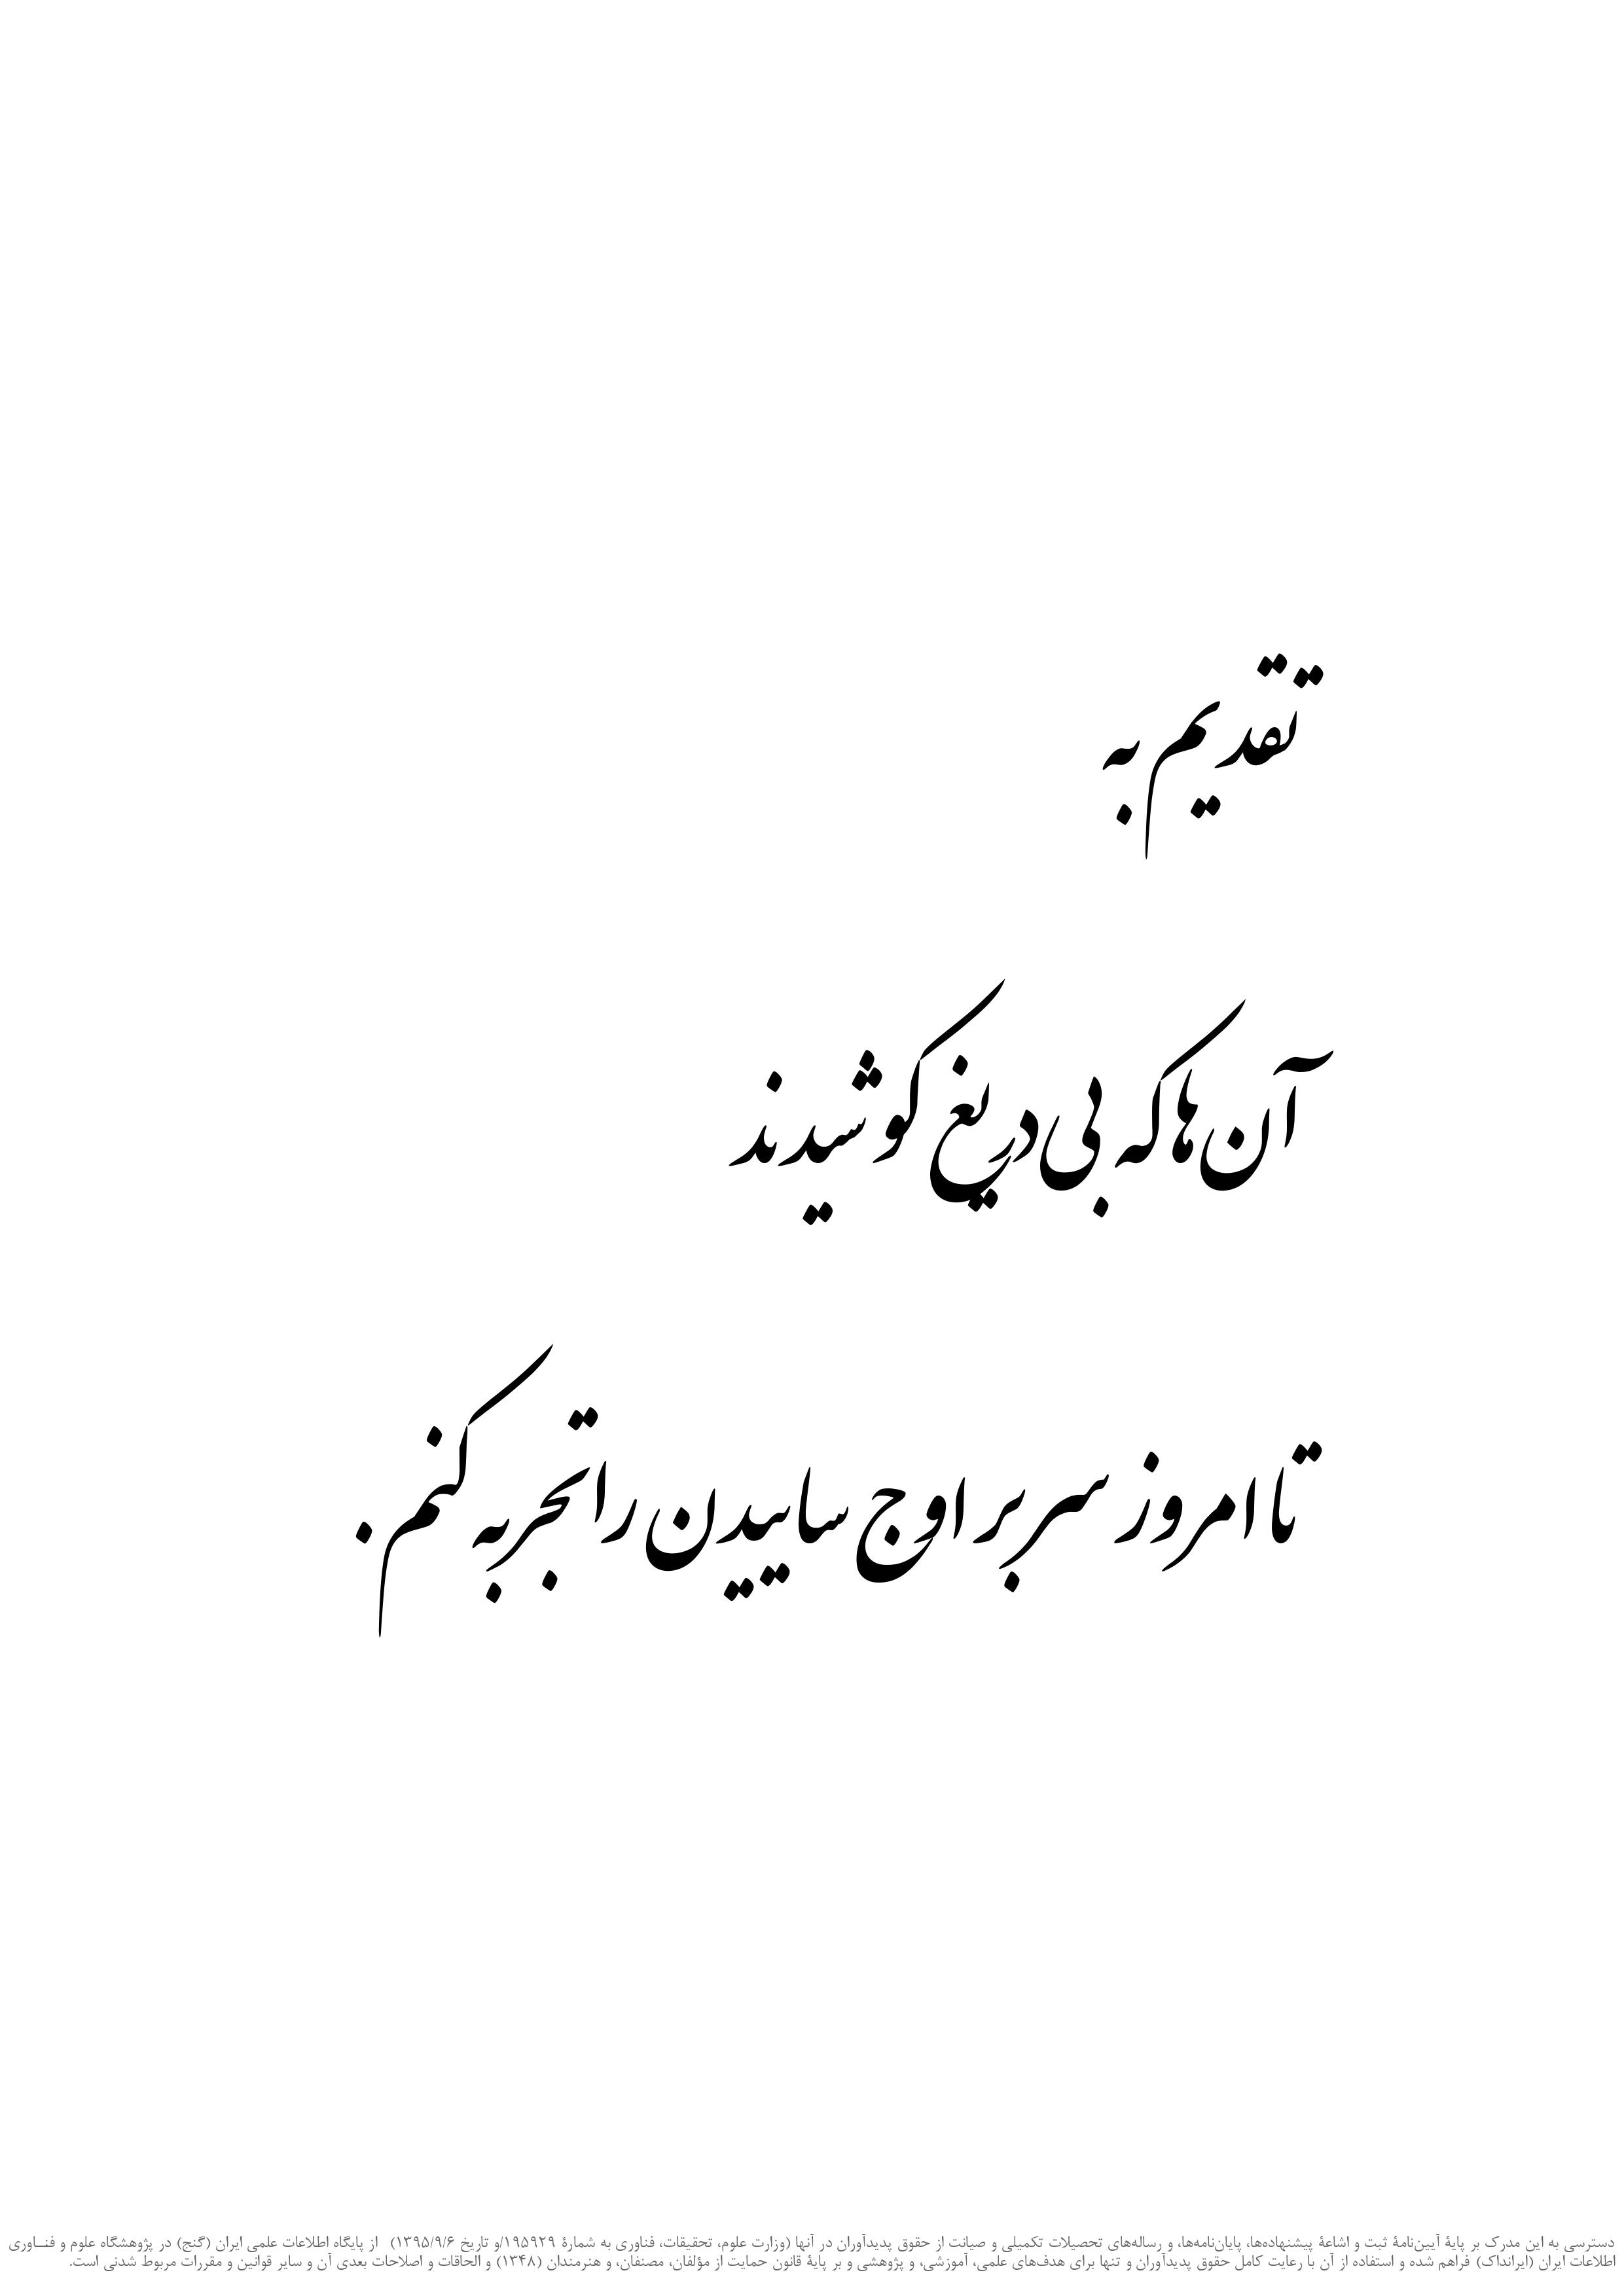 تقدیم به
آن ها که بی دریغ کوشیدند
تا امروز سر بر اوج ساییدن را تجربه کنم.
دسترسی به این مدرک بر پایهٔ آیین‌نامهٔ ثبت و اشاعهٔ پیشنهاده‌ها، پایان‌نامه‌ها، و رساله‌های تحصیلات تکمیلی و صیانت از حقوق پدیدآوران در آنها (وزارت علوم، تحقیقات، فناوری به شمارهٔ ۱۹۵۹۲۹/و تاریخ ۱۳۹۵/۹/۶) از پایگاه اطلاعات علمی ایران (گنج) در پژوهشگاه علوم و فنــاوری
اطلاعات ایران (ایرانداک) فراهم شده و استفاده از آن با رعایت کامل حقوق پدیدآوران و تنها برای هدف‌های علمی، آموزشی، و پژوهشی و بر پایهٔ قانون حمایت از مؤلفان، مصنفان، و هنرمندان (۱۳۴۸) و الحاقات و اصلاحات بعدی آن و سایر قوانین و مقررات مربوط شدنی است.